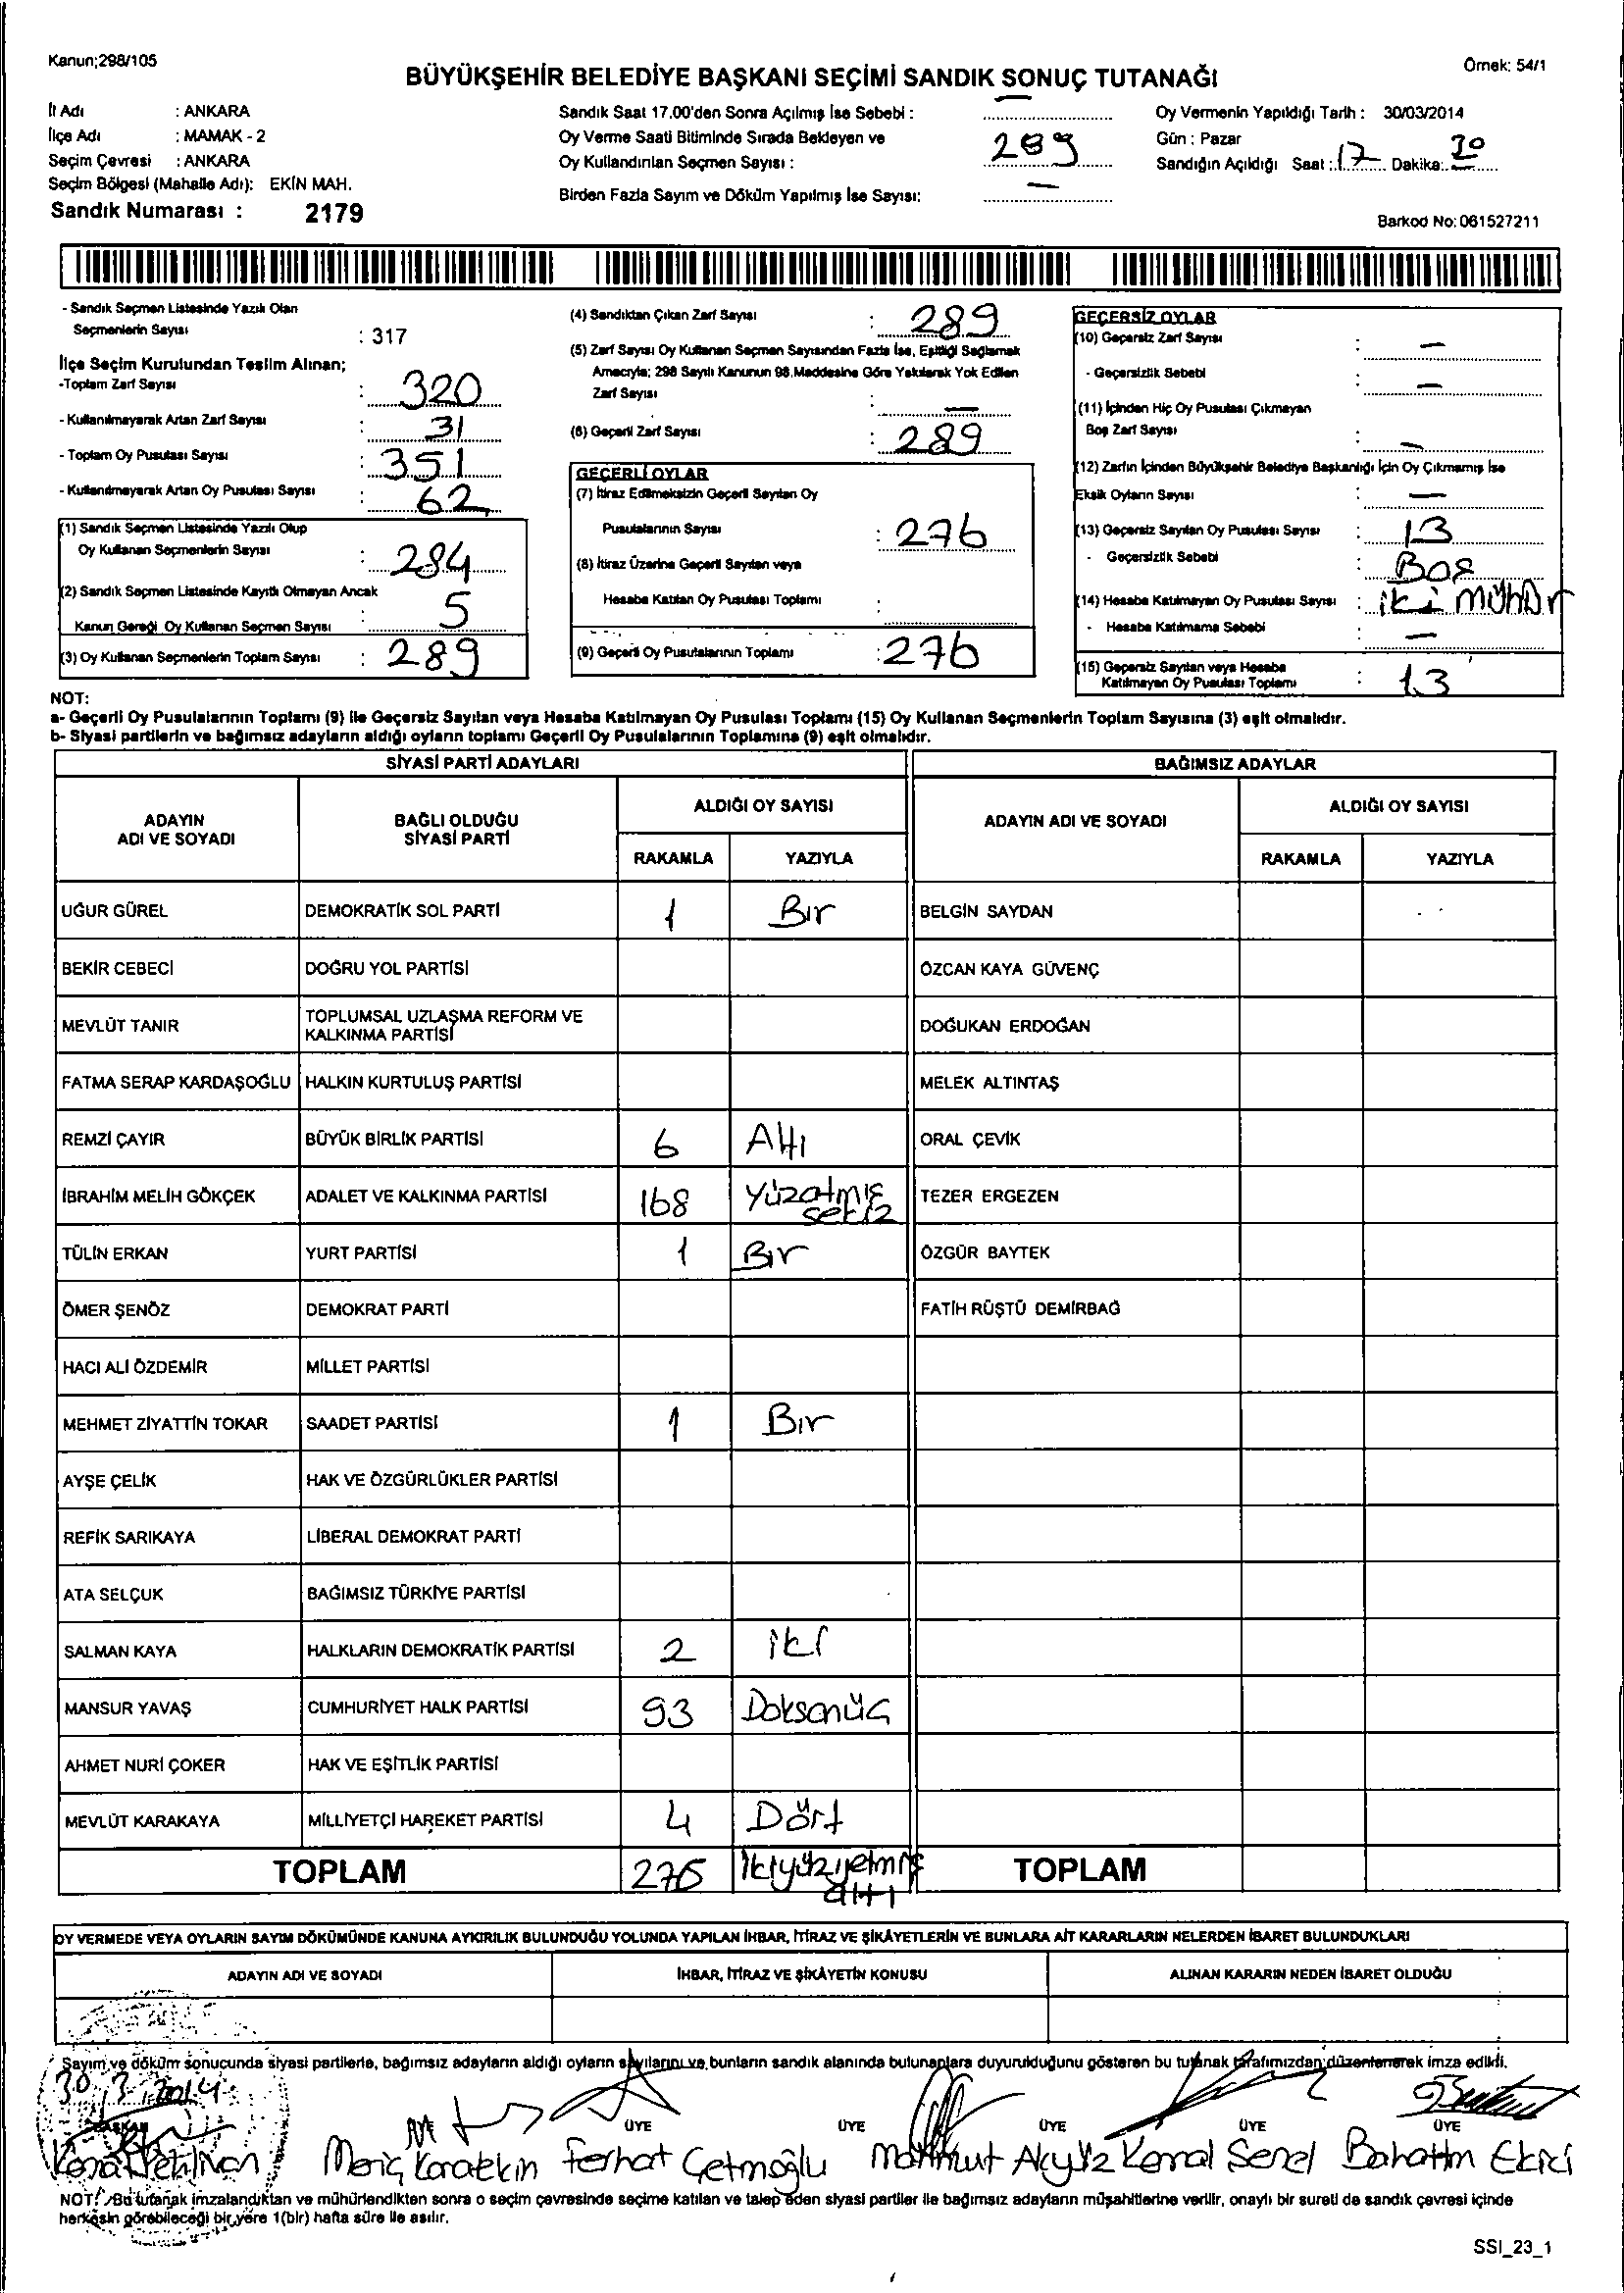 Kanun;298/105
Örnek: 54/1
BÜYÜKŞEHİR BELEDİYE BAŞKANI SEÇİMİ SANDIK SONUÇ TUTANAĞI
İl Adı : ANKARA
İlçe Adı : MAMAK - 2
Seçim Çevresi : ANKARA
Seçim Bölgesi (Mahalle Adı): EKİN MAH.
Sandık Numarası : 2179
Sandık Saat 17.00'den Sonra Açılmış İse Sebebi : —
Oy Verme Saati Bitiminde Sırada Bekleyen ve
Oy Kullandırılan Seçmen Sayısı : 289
Birden Fazla Sayım ve Döküm Yapılmış İse Sayısı: —
Oy Vermenin Yapıldığı Tarih : 30/03/2014
Gün : Pazar
Sandığın Açıldığı Saat : 17 Dakika:
Barkod No: 061527211
- Sandık Seçmen Listesinde Yazılı Olan
Seçmenlerin Sayısı : 317
İlçe Seçim Kurulundan Teslim Alınan;
-Toplam Zarf Sayısı : 320
- Kullanılmayarak Artan Zarf Sayısı : 31
- Toplam Oy Pusulası Sayısı : 351
- Kullanılmayarak Artan Oy Pusulası Sayısı : 62
(1) Sandık Seçmen Listesinde Yazılı Olup
Oy Kullanan Seçmenlerin Sayısı : 284
(2) Sandık Seçmen Listesinde Kayıtlı Olmayan Ancak
Kanun Gereği Oy Kullanan Seçmen Sayısı : 5
(3) Oy Kullanan Seçmenlerin Toplam Sayısı : 289
(4) Sandıktan Çıkan Zarf Sayısı : 289
(5) Zarf Sayısı Oy Kullanan Seçmen Sayısından Fazla İse, Eşitliği Sağlamak
Amacıyla; 298 Sayılı Kanunun 98.Maddesine Göre Yakılarak Yok Edilen
Zarf Sayısı : —
(6) Geçerli Zarf Sayısı : 289
GEÇERLİ OYLAR
(7) İtiraz Edilmeksizin Geçerli Sayılan Oy
Pusulalarının Sayısı : 276
(8) İtiraz Üzerine Geçerli Sayılan veya
Hesaba Katılan Oy Pusulası Toplamı :
(9) Geçerli Oy Pusulalarının Toplamı : 276
GEÇERSİZ OYLAR
(10) Geçersiz Zarf Sayısı : —
- Geçersizlik Sebebi : —
(11) İçinden Hiç Oy Pusulası Çıkmayan
Boş Zarf Sayısı : —
(12) Zarfın İçinden Büyükşehir Belediye Başkanlığı İçin Oy Çıkmamış İse
Eksik Oyların Sayısı : —
(13) Geçersiz Sayılan Oy Pusulası Sayısı : 13
- Geçersizlik Sebebi : Boş
(14) Hesaba Katılmayan Oy Pusulası Sayısı : iki Mühür
- Hesaba Katılmama Sebebi : —
(15) Geçersiz Sayılan veya Hesaba
Katılmayan Oy Pusulası Toplamı : 13
NOT:
a- Geçerli Oy Pusulalarının Toplamı (9) ile Geçersiz Sayılan veya Hesaba Katılmayan Oy Pusulası Toplamı (15) Oy Kullanan Seçmenlerin Toplam Sayısına (3) eşit olmalıdır.
b- Siyasi partilerin ve bağımsız adayların aldığı oyların toplamı Geçerli Oy Pusulalarının Toplamına (9) eşit olmalıdır.
SİYASİ PARTİ ADAYLARI
BAĞIMSIZ ADAYLAR
ADAYIN
ADI VE SOYADI
BAĞLI OLDUĞU
SİYASİ PARTİ
ALDIĞI OY SAYISI
RAKAMLA YAZIYLA
ADAYIN ADI VE SOYADI
ALDIĞI OY SAYISI
RAKAMLA YAZIYLA
UĞUR GÜREL DEMOKRATİK SOL PARTİ 1 Bir BELGİN SAYDAN
BEKİR CEBECİ DOĞRU YOL PARTİSİ ÖZCAN KAYA GÜVENÇ
MEVLÜT TANIR TOPLUMSAL UZLAŞMA REFORM VE
KALKINMA PARTİSİ DOĞUKAN ERDOĞAN
FATMA SERAP KARDAŞOĞLU HALKIN KURTULUŞ PARTİSİ MELEK ALTINTAŞ
REMZİ ÇAYIR BÜYÜK BİRLİK PARTİSİ 6 Altı ORAL ÇEVİK
İBRAHİM MELİH GÖKÇEK ADALET VE KALKINMA PARTİSİ 168 Yüzatmış TEZER ERGEZEN
sekiz
TÜLİN ERKAN YURT PARTİSİ 1 Bir ÖZGÜR BAYTEK
ÖMER ŞENÖZ DEMOKRAT PARTİ FATİH RÜŞTÜ DEMİRBAĞ
HACI ALİ ÖZDEMİR MİLLET PARTİSİ
MEHMET ZİYATTİN TOKAR SAADET PARTİSİ 1 Bir
AYŞE ÇELİK HAK VE ÖZGÜRLÜKLER PARTİSİ
REFİK SARIKAYA LİBERAL DEMOKRAT PARTİ
ATA SELÇUK BAĞIMSIZ TÜRKİYE PARTİSİ
SALMAN KAYA HALKLARIN DEMOKRATİK PARTİSİ 2 iki
MANSUR YAVAŞ CUMHURİYET HALK PARTİSİ 93 Doksanüç
AHMET NURİ ÇOKER HAK VE EŞİTLİK PARTİSİ
MEVLÜT KARAKAYA MİLLİYETÇİ HAREKET PARTİSİ 4 Dört
TOPLAM 276 ikiyüzyetmiş TOPLAM
altı
OY VERMEDE VEYA OYLARIN SAYIM DÖKÜMÜNDE KANUNA AYKIRILIK BULUNDUĞU YOLUNDA YAPILAN İHBAR, İTİRAZ VE ŞİKÂYETLERİN VE BUNLARA AİT KARARLARIN NELERDEN İBARET BULUNDUKLARI
ADAYIN ADI VE SOYADI İHBAR, İTİRAZ VE ŞİKÂYETİN KONUSU ALINAN KARARIN NEDEN İBARET OLDUĞU
Sayım ve döküm sonucunda siyasi partilerle, bağımsız adayların aldığı oyların sayılarını ve bunların sandık alanında bulunanlara duyurulduğunu gösteren bu tutanak tarafımızdan düzenlenerek imza edildi.
30.3.2014
BAŞKAN ÜYE ÜYE ÜYE ÜYE ÜYE ÜYE
Meriç Karatekin Ferhat Çetmoğlu Mahmut Akyüz Kemal Şenel Bahattin Ekici
NOT: Bu tutanak imzalandıktan ve mühürlendikten sonra o seçim çevresinde seçime katılan ve talep eden siyasi partiler ile bağımsız adayların müşahitlerine verilir, onaylı bir sureti de sandık çevresi içinde
herkesin görebileceği bir yere 1(bir) hafta süre ile asılır.
SSI_23_1